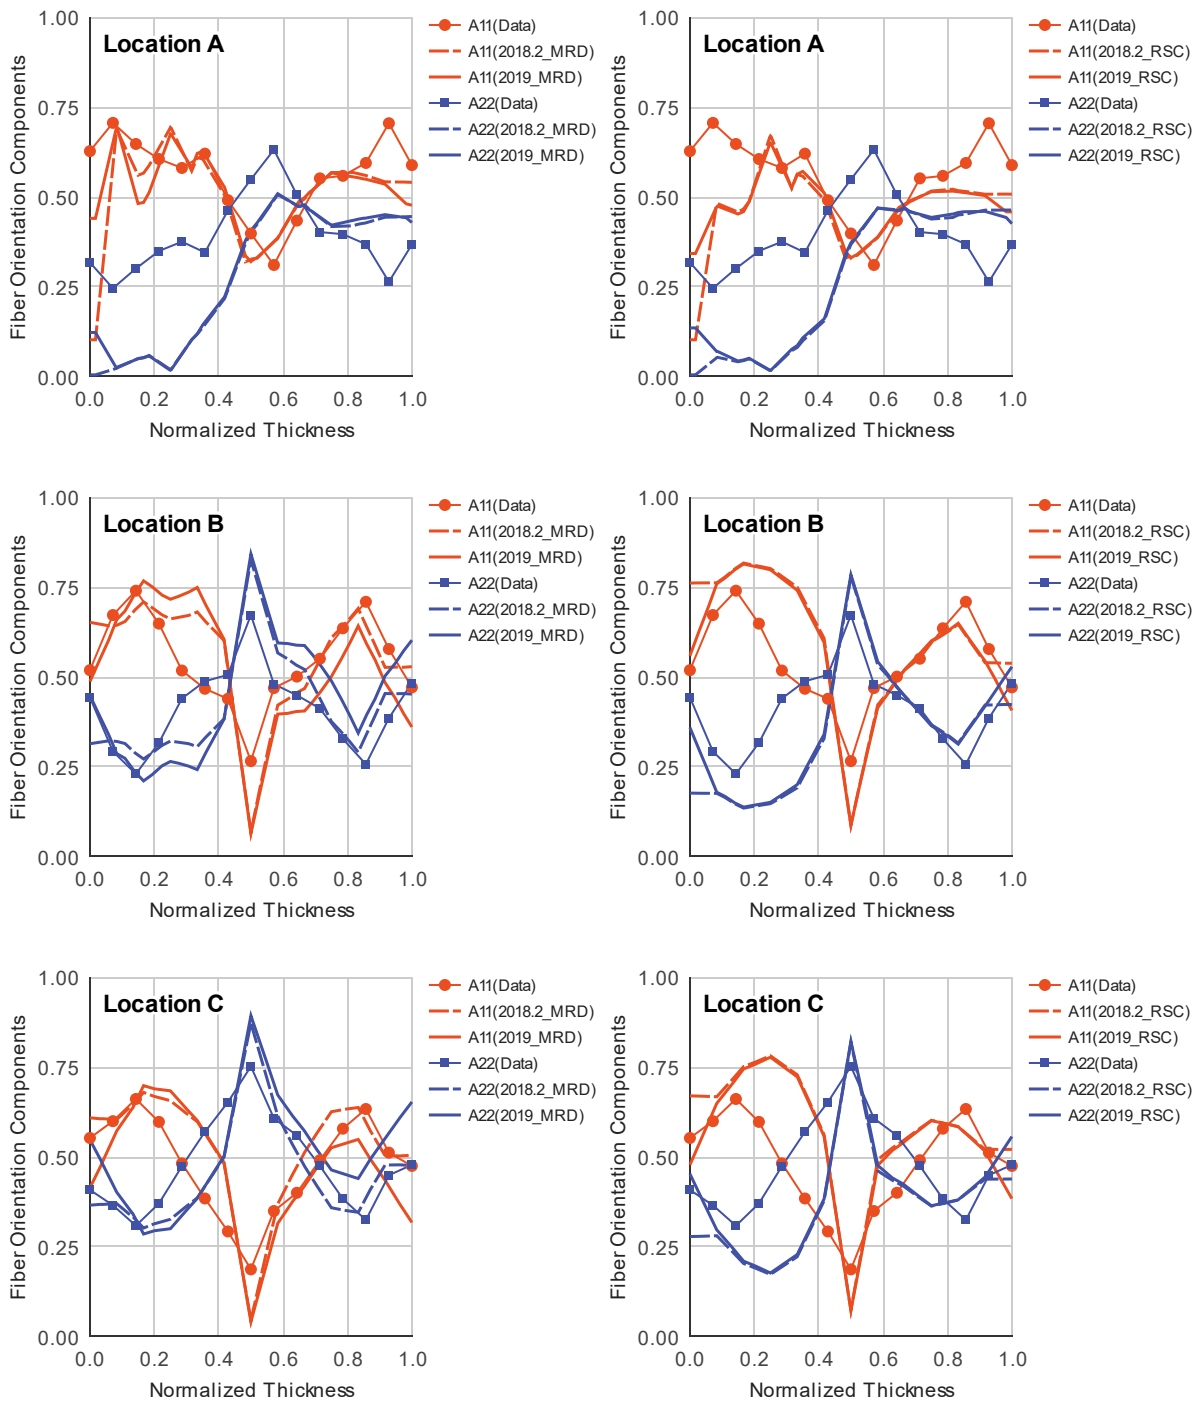 1.00
0.75
0.50
0.25
0.00
Fiber Orientation Components
Location A
0.0 0.2 0.4 0.6 0.8 1.0
Normalized Thickness
A11(Data)
A11(2018.2_MRD)
A11(2019_MRD)
A22(Data)
A22(2018.2_MRD)
A22(2019_MRD)
1.00
0.75
0.50
0.25
0.00
Fiber Orientation Components
Location A
0.0 0.2 0.4 0.6 0.8 1.0
Normalized Thickness
A11(Data)
A11(2018.2_RSC)
A11(2019_RSC)
A22(Data)
A22(2018.2_RSC)
A22(2019_RSC)
1.00
0.75
0.50
0.25
0.00
Fiber Orientation Components
Location B
0.0 0.2 0.4 0.6 0.8 1.0
Normalized Thickness
A11(Data)
A11(2018.2_MRD)
A11(2019_MRD)
A22(Data)
A22(2018.2_MRD)
A22(2019_MRD)
1.00
0.75
0.50
0.25
0.00
Fiber Orientation Components
Location B
0.0 0.2 0.4 0.6 0.8 1.0
Normalized Thickness
A11(Data)
A11(2018.2_RSC)
A11(2019_RSC)
A22(Data)
A22(2018.2_RSC)
A22(2019_RSC)
1.00
0.75
0.50
0.25
0.00
Fiber Orientation Components
Location C
0.0 0.2 0.4 0.6 0.8 1.0
Normalized Thickness
A11(Data)
A11(2018.2_MRD)
A11(2019_MRD)
A22(Data)
A22(2018.2_MRD)
A22(2019_MRD)
1.00
0.75
0.50
0.25
0.00
Fiber Orientation Components
Location C
0.0 0.2 0.4 0.6 0.8 1.0
Normalized Thickness
A11(Data)
A11(2018.2_RSC)
A11(2019_RSC)
A22(Data)
A22(2018.2_RSC)
A22(2019_RSC)